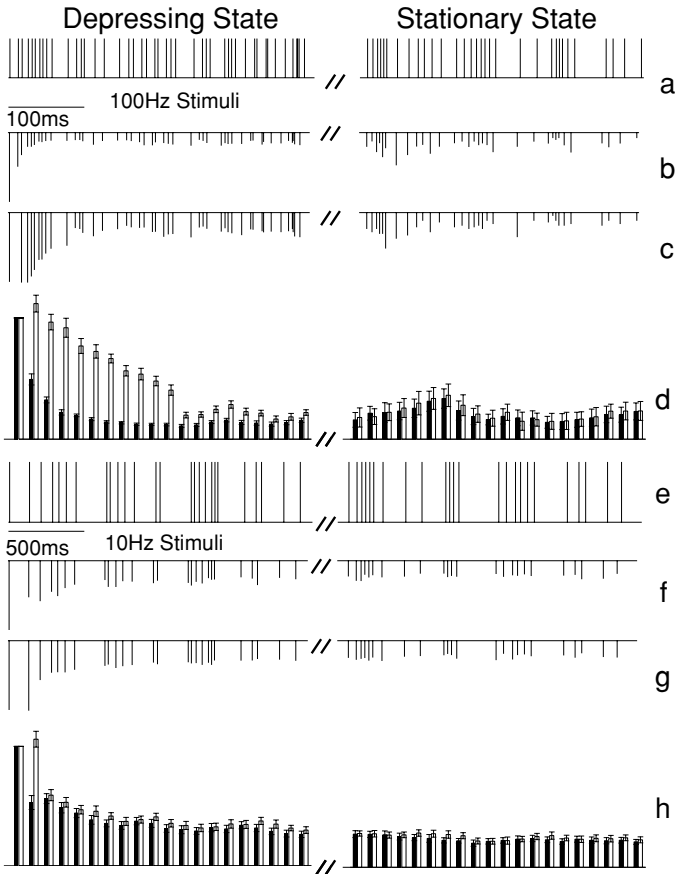 Depressing State
Stationary State
a
100Hz Stimuli
100ms
b
c
d
e
10Hz Stimuli
500ms
f
g
h